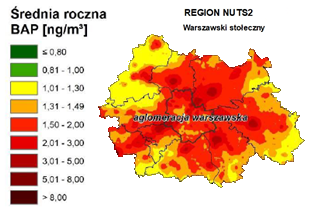 Średnia roczna
BAP [ng/m³]
≤ 0,80
0,81 - 1,00
1,01 - 1,30
1,31 - 1,49
1,50 - 2,00
2,01 - 3,00
3,01 - 5,00
5,01 - 8,00
> 8,00
REGION NUTS2
Warszawski stołeczny
aglomeracja warszawska